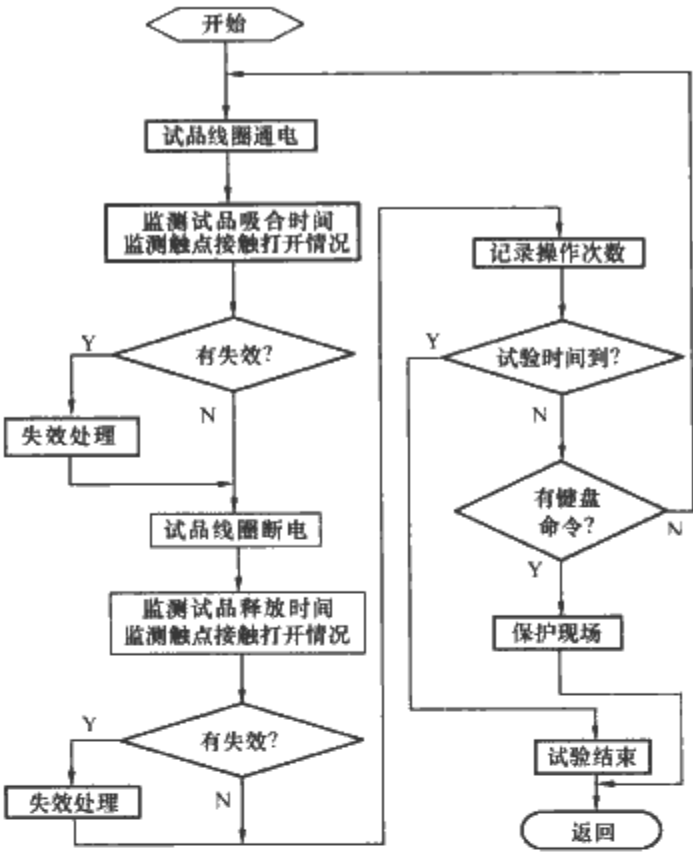 开始
试品线圈通电
监测试品吸合时间
监测触点接触打开情况
有失效?
Y
N
失效处理
试品线圈断电
监测试品释放时间
监测触点接触打开情况
有失效?
Y
N
失效处理
记录操作次数
试验时间到?
Y
N
有键盘
命令?
N
Y
保护现场
试验结束
返回